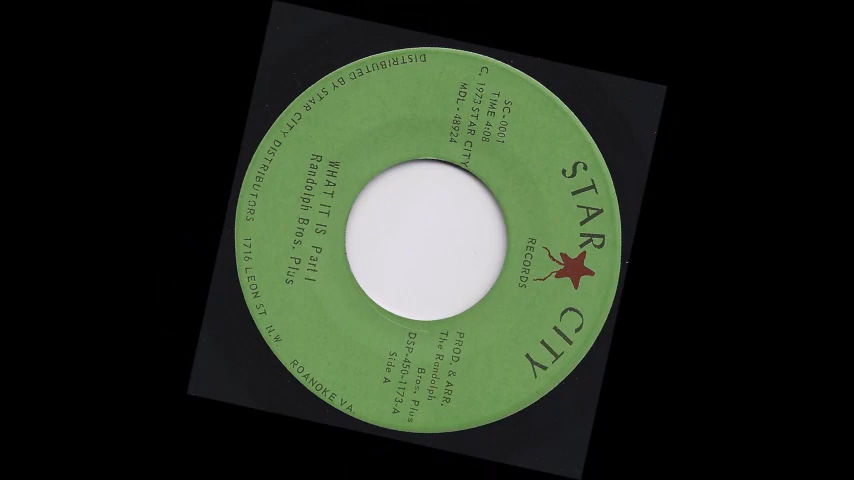 STAR CITY
RECORDS
SC-0001
TIME 4:08
C. 1973 STAR CITY
MDL - 48924
PROD. & ARR.
The Randolph
Bros. Plus
DSP-450-1173-A
Side A
WHAT IT IS Part I
Randolph Bros. Plus
DISTRIBUTED BY STAR CITY DISTRIBUTORS 1716 LEON ST. N.W. ROANOKE VA.